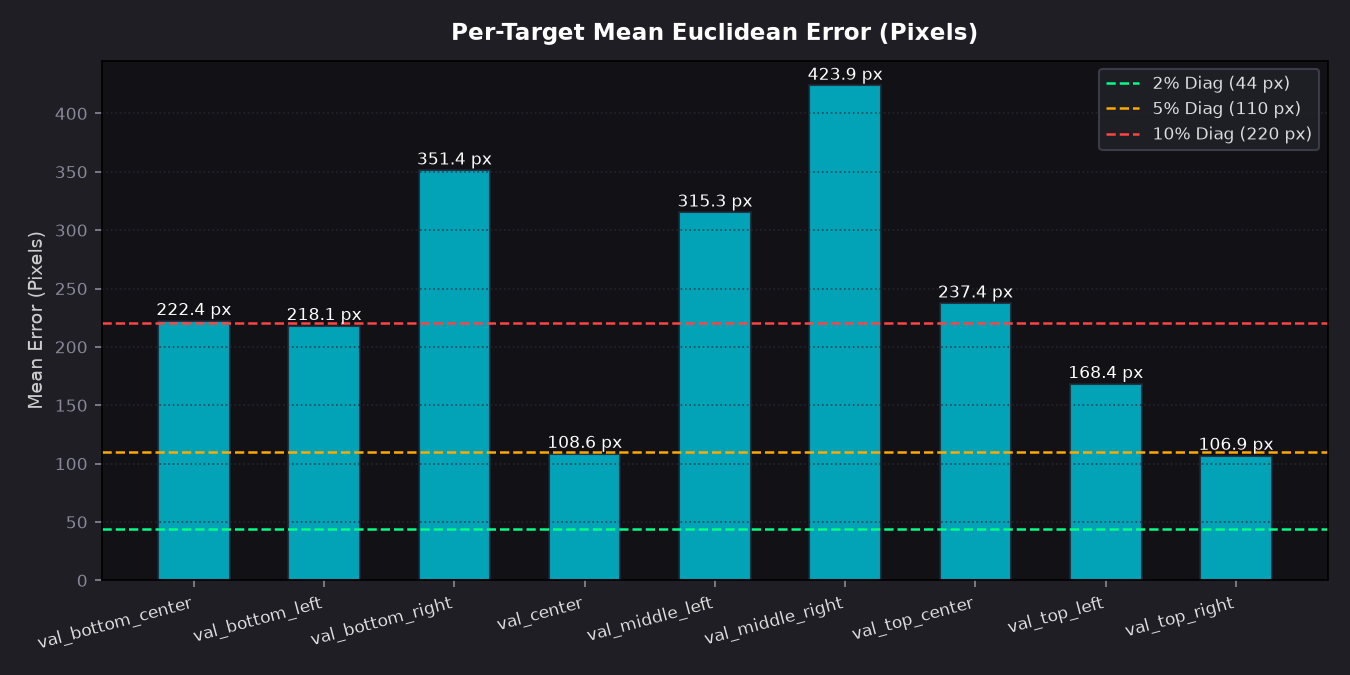 Per-Target Mean Euclidean Error (Pixels)
2% Diag (44 px)
5% Diag (110 px)
10% Diag (220 px)
Mean Error (Pixels)
400
350
300
250
200
150
100
50
0
222.4 px
218.1 px
351.4 px
108.6 px
315.3 px
423.9 px
237.4 px
168.4 px
106.9 px
val_bottom_center
val_bottom_left
val_bottom_right
val_center
val_middle_left
val_middle_right
val_top_center
val_top_left
val_top_right